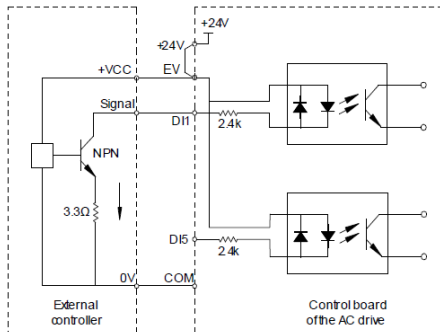 +24V
+24V
+VCC
EV
Signal
DI1
2.4k
NPN
3.3Ω
DI5
2.4k
0V
COM
External
controller
Control board
of the AC drive